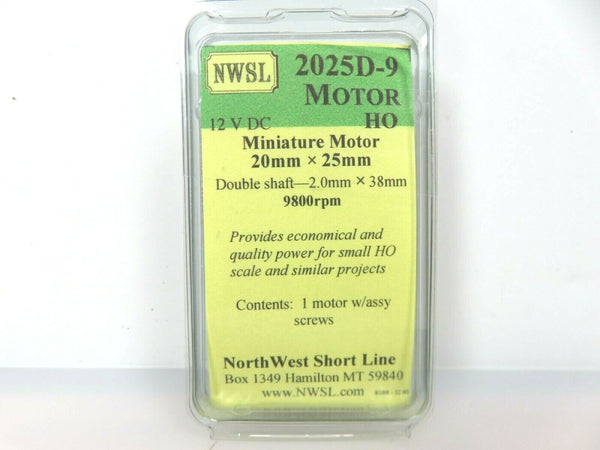 NWSL
2025D-9
MOTOR
12 V DC
HO
Miniature Motor
20mm × 25mm
Double shaft—2.0mm × 38mm
9800rpm
Provides economical and
quality power for small HO
scale and similar projects
Contents: 1 motor w/assy
screws
NorthWest Short Line
Box 1349 Hamilton MT 59840
www.NWSL.com